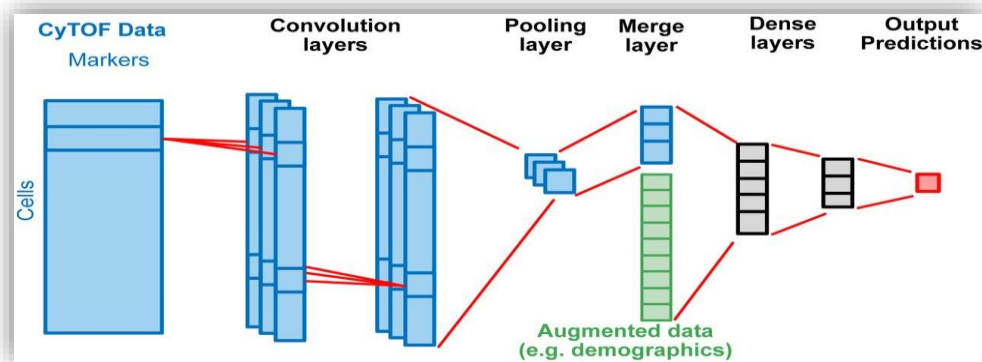 CyTOF Data
Markers
Convolution
layers
Pooling
layer
Merge
layer
Dense
layers
Output
Predictions
Cells
Augmented data
(e.g. demographics)